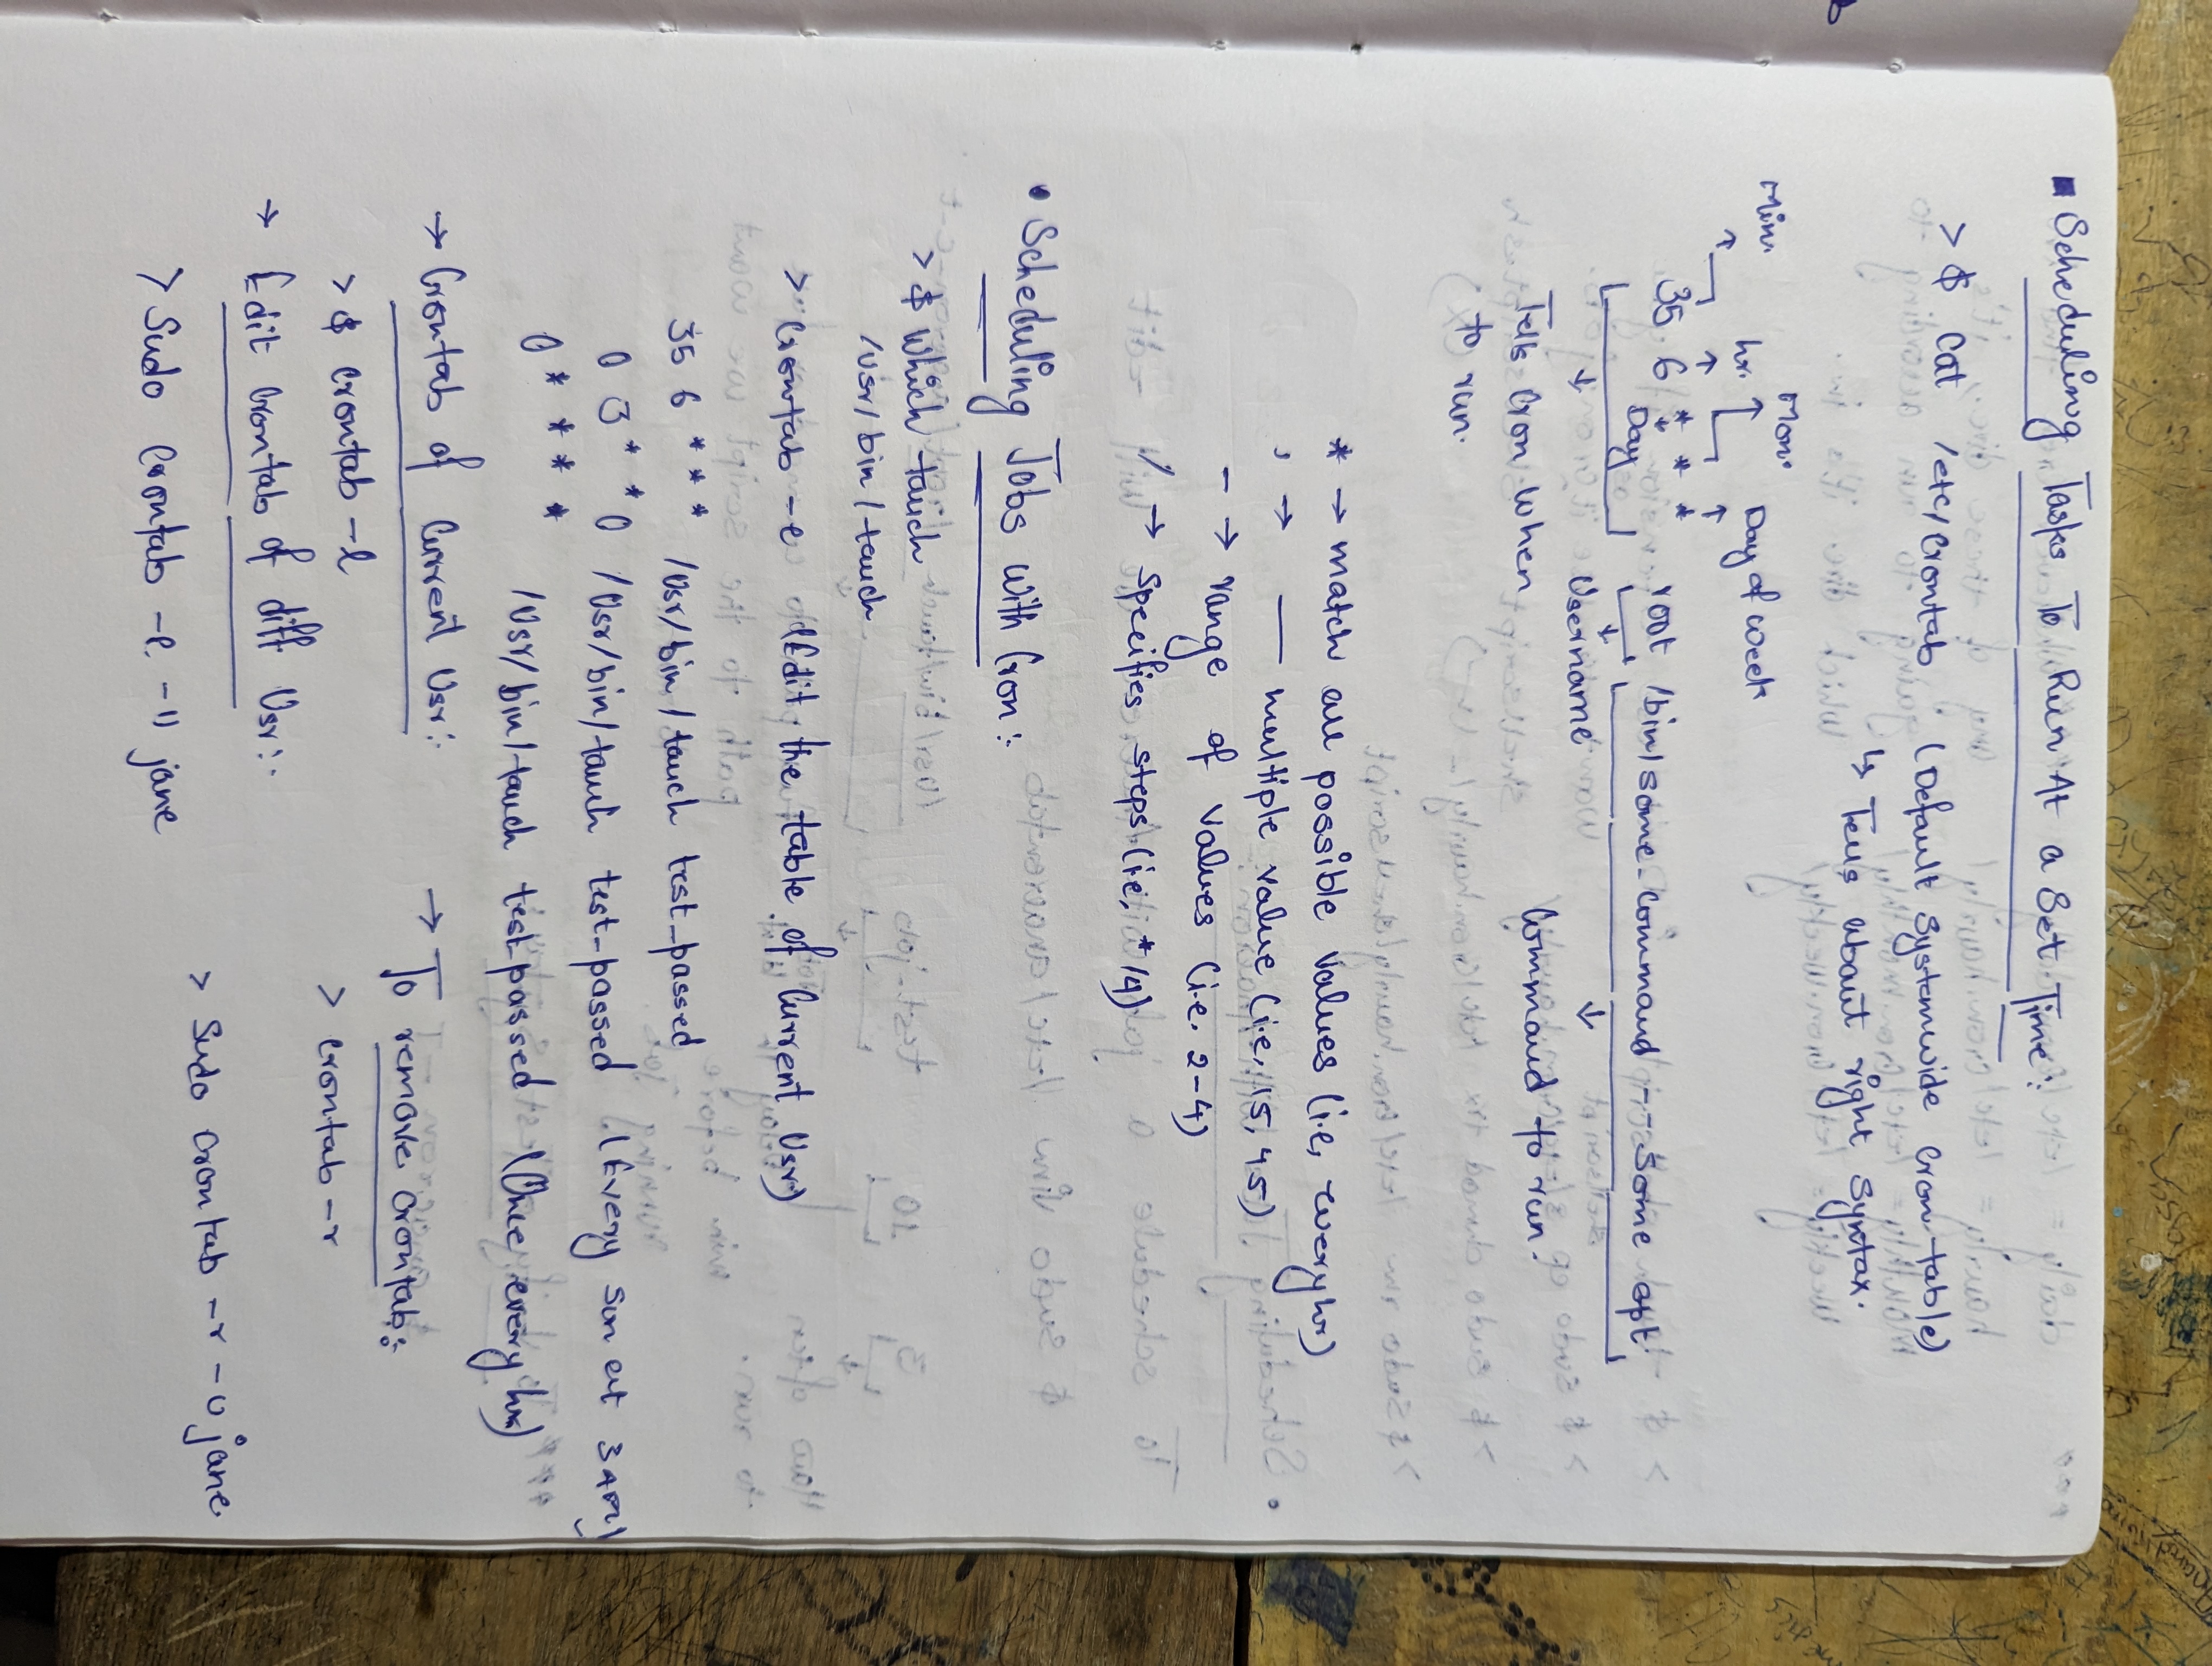 ■ Scheduling Tasks To Run At a Set Time:
> $ Cat /etc/crontab (Default Systemwide Cron-table)
↳ Tells about right Syntax.
Min. hr. Mon. Day of week
35 6 * * * root /bin/some-command --some opt
Day
Username
Tells Cron When to run.
Command to run.
* → match all possible values (i.e, every hr)
, → — multiple value (i.e, 15, 45)
- → range of values (i.e. 2-4)
/ → Specifies steps (i.e, */4)
• Scheduling Jobs with Cron:
> $ which touch
/usr/bin/touch
> Crontab -e (Edit the table of Current Usr)
35 6 * * * /usr/bin/touch test_passed
0 3 * * 0 /usr/bin/touch test-passed (Every Sun at 3AM)
0 * * * * /usr/bin/touch test_passed (Once every hr)
→ Crontab of Current Usr:
> $ crontab -l
→ Edit Crontab of diff Usr:
> Sudo Crontab -e -u jane
→ To remove crontab:
> crontab -r
> Sudo crontab -r -u jane